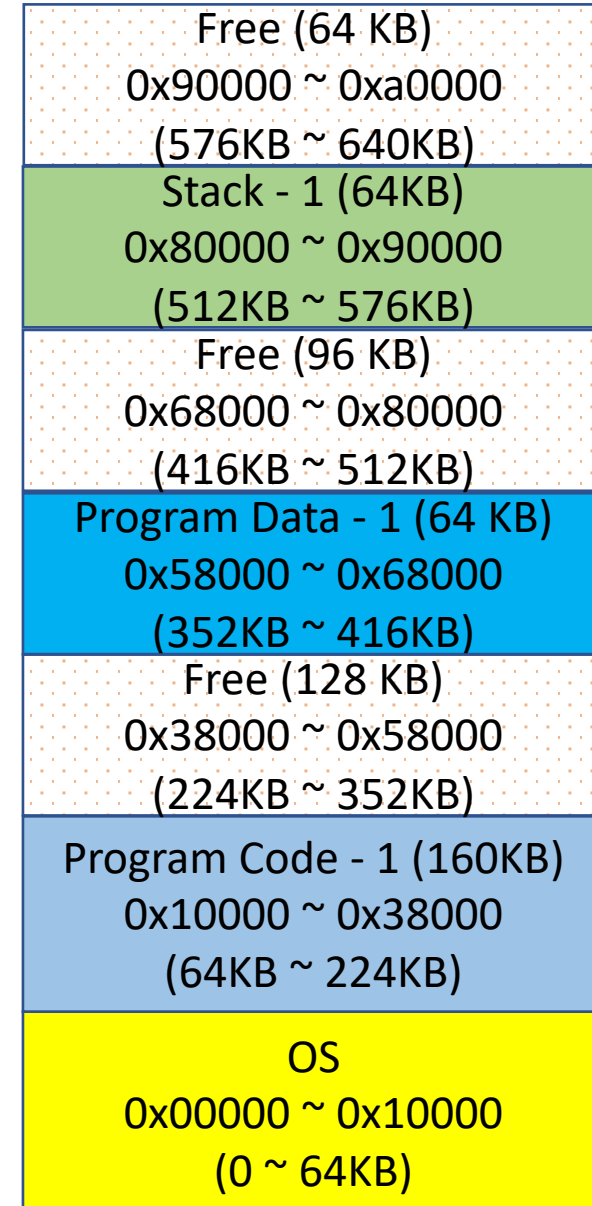 Free (64 KB)
0x90000 ~ 0xa0000
(576KB ~ 640KB)
Stack - 1 (64KB)
0x80000 ~ 0x90000
(512KB ~ 576KB)
Free (96 KB)
0x68000 ~ 0x80000
(416KB ~ 512KB)
Program Data - 1 (64 KB)
0x58000 ~ 0x68000
(352KB ~ 416KB)
Free (128 KB)
0x38000 ~ 0x58000
(224KB ~ 352KB)
Program Code - 1 (160KB)
0x10000 ~ 0x38000
(64KB ~ 224KB)
OS
0x00000 ~ 0x10000
(0 ~ 64KB)